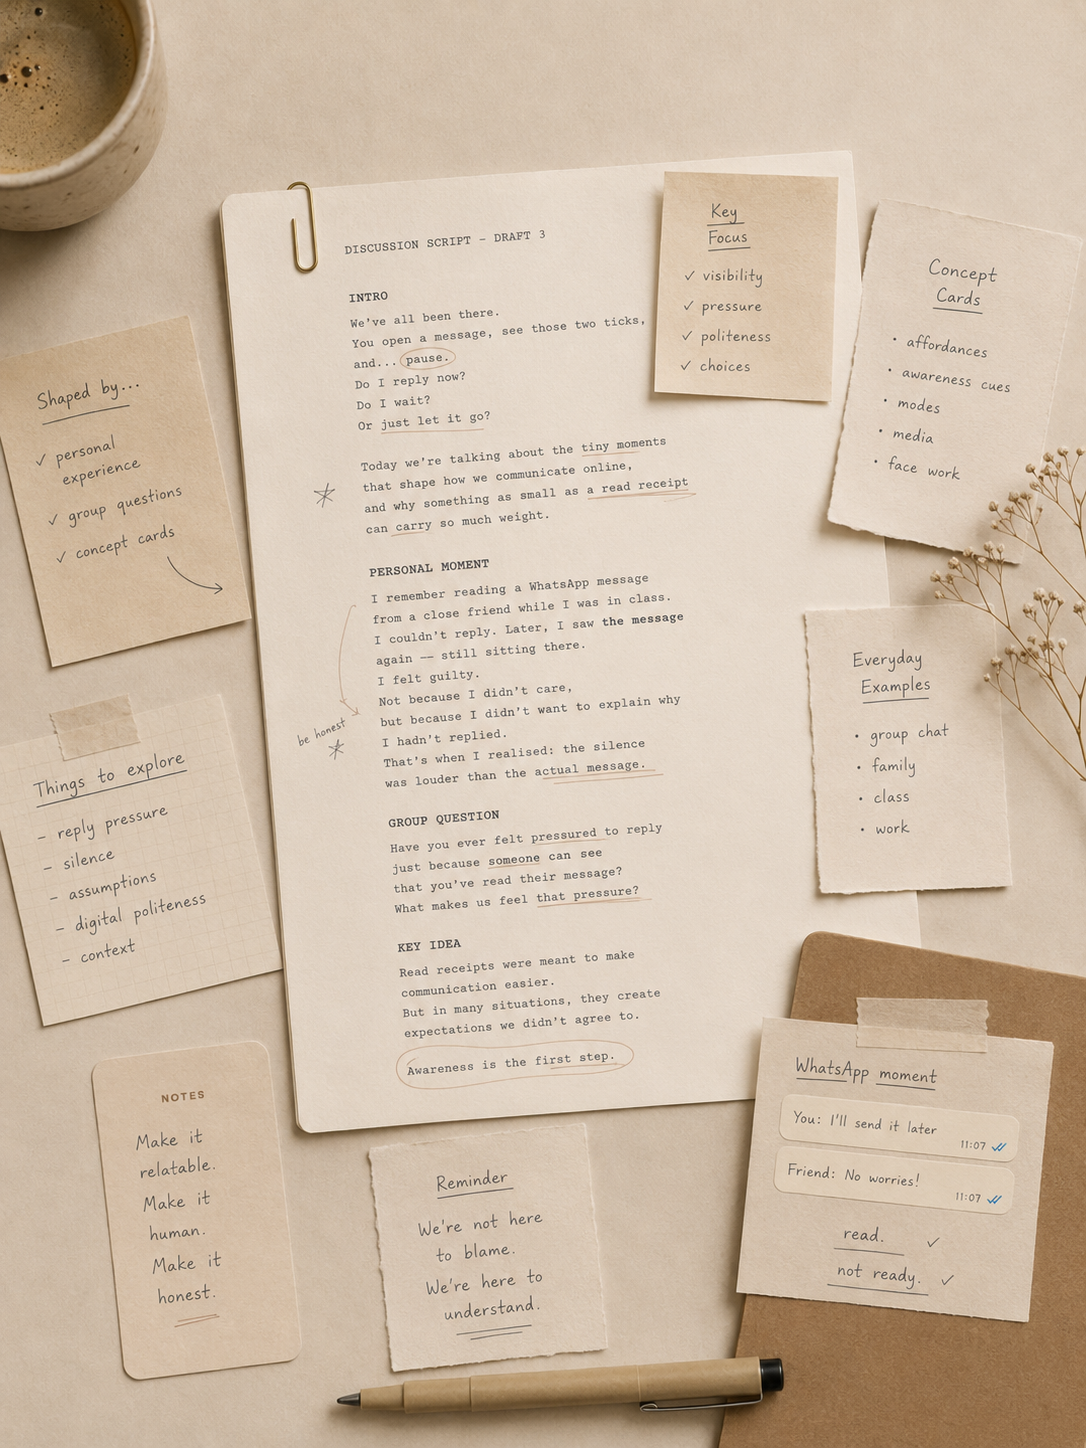 DISCUSSION SCRIPT – DRAFT 3
INTRO
We've all been there.
You open a message, see those two ticks,
and... pause.
Do I reply now?
Do I wait?
Or just let it go?
Today we're talking about the tiny moments
that shape how we communicate online,
and why something as small as a read receipt
can carry so much weight.
PERSONAL MOMENT
I remember reading a WhatsApp message
from a close friend while I was in class.
I couldn't reply. Later, I saw the message
again — still sitting there.
I felt guilty.
Not because I didn't care,
but because I didn't want to explain why
I hadn't replied.
That's when I realised: the silence
was louder than the actual message.
be honest
GROUP QUESTION
Have you ever felt pressured to reply
just because someone can see
that you've read their message?
What makes us feel that pressure?
KEY IDEA
Read receipts were meant to make
communication easier.
But in many situations, they create
expectations we didn't agree to.
Awareness is the first step.
Key
Focus
✓ visibility
✓ pressure
✓ politeness
✓ choices
Concept
Cards
• affordances
• awareness cues
• modes
• media
• face work
Shaped by...
✓ personal
experience
✓ group questions
✓ concept cards
Things to explore
– reply pressure
– silence
– assumptions
– digital politeness
– context
Everyday
Examples
• group chat
• family
• class
• work
NOTES
Make it
relatable.
Make it
human.
Make it
honest.
Reminder
We're not here
to blame.
We're here to
understand.
WhatsApp moment
You: I'll send it later
11:07 ✓✓
Friend: No worries!
11:07 ✓✓
read. ✓
not ready. ✓